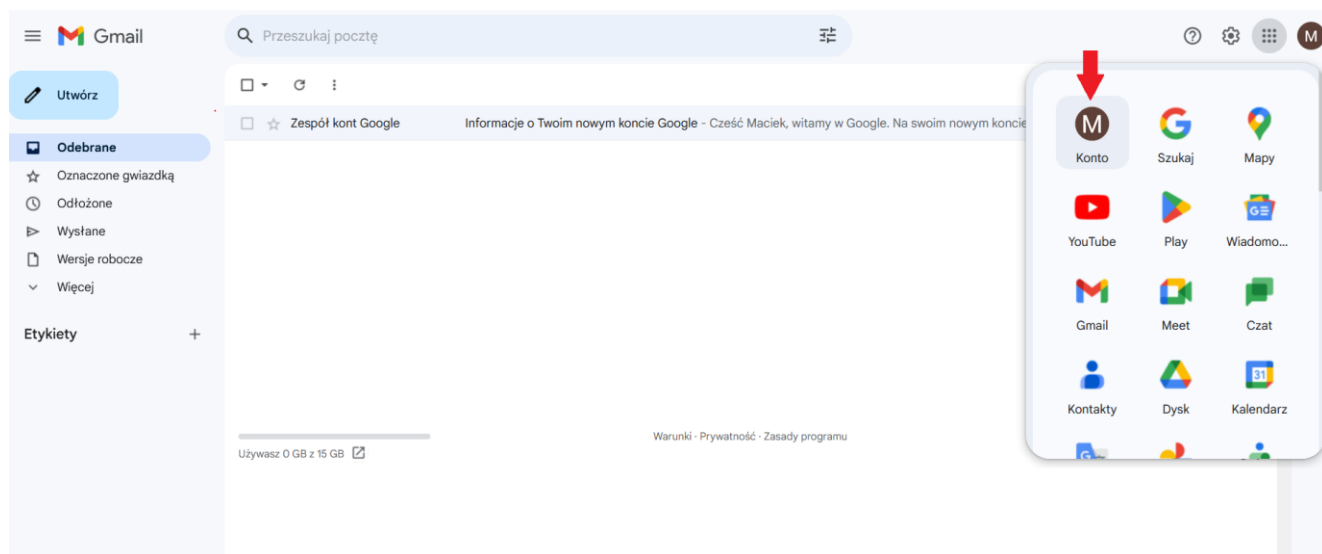 Gmail
Przeszukaj pocztę
M
Utwórz
Zespół kont Google Informacje o Twoim nowym koncie Google - Cześć Maciek, witamy w Google. Na swoim nowym koncie
Odebrane
Oznaczone gwiazdką
Odłożone
Wysłane
Wersje robocze
Więcej
Etykiety
M
Konto Szukaj Mapy
YouTube Play Wiadomo...
Gmail Meet Czat
31
Kontakty Dysk Kalendarz
Warunki · Prywatność · Zasady programu
Używasz 0 GB z 15 GB